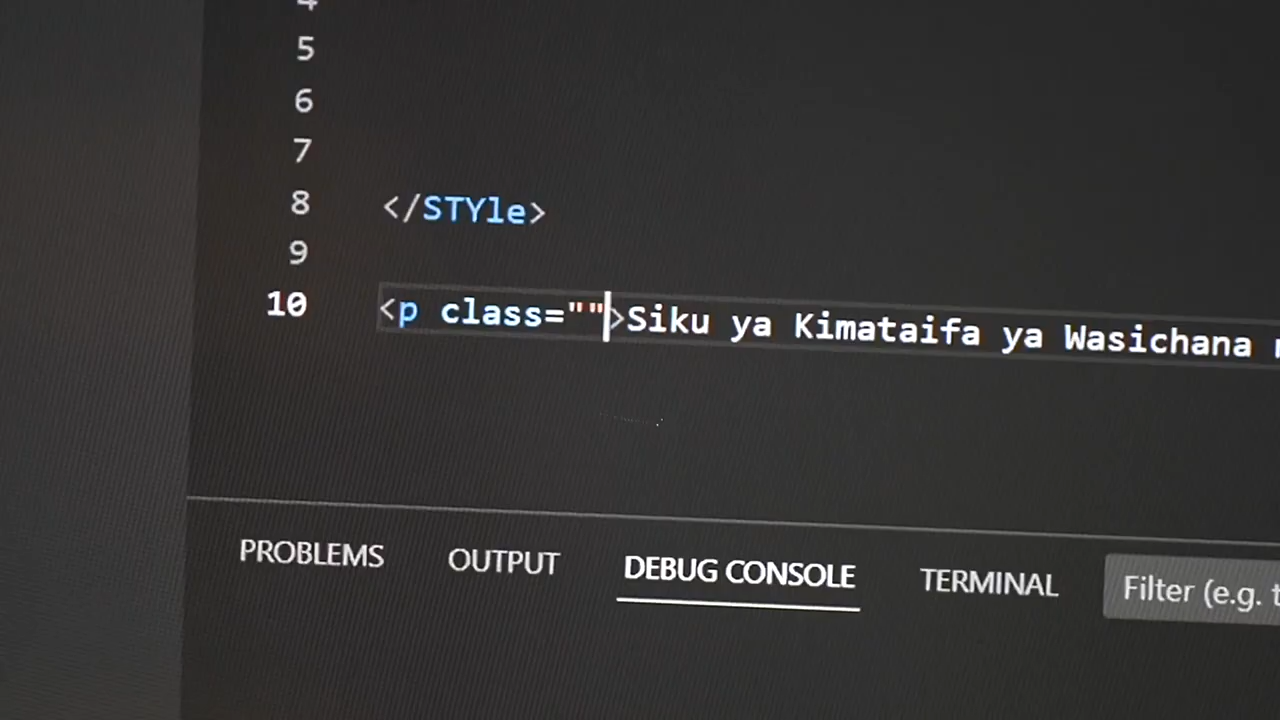 4
5
6
7
8 </STYle>
9
10 <p class="">Siku ya Kimataifa ya Wasichana
PROBLEMS OUTPUT DEBUG CONSOLE TERMINAL Filter (e.g.